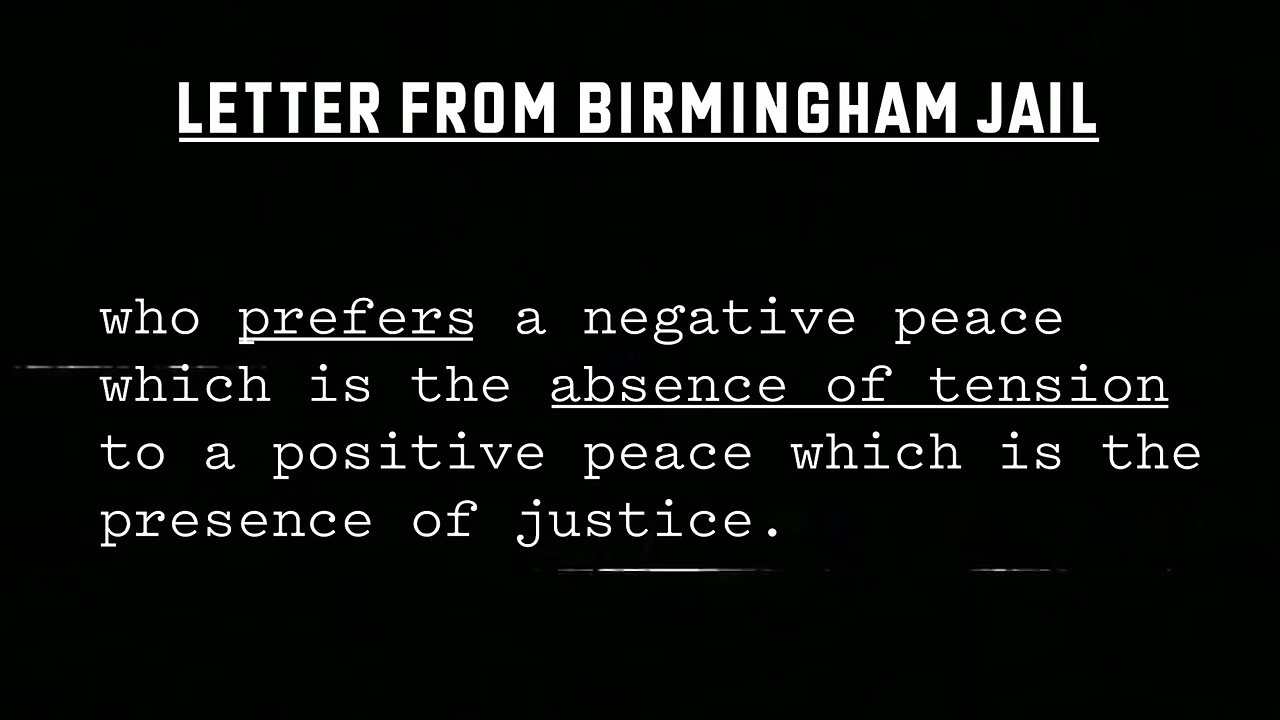 LETTER FROM BIRMINGHAM JAIL
who prefers a negative peace
which is the absence of tension
to a positive peace which is the
presence of justice.